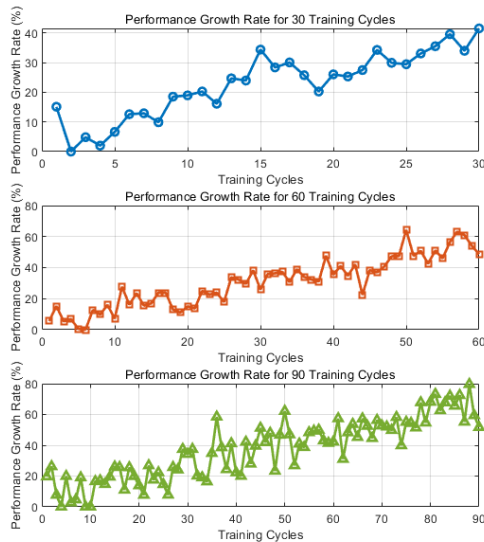 Performance Growth Rate for 30 Training Cycles
Performance Growth Rate (%)
40
30
20
10
0
0 5 10 15 20 25 30
Training Cycles
Performance Growth Rate for 60 Training Cycles
Performance Growth Rate (%)
80
60
40
20
0
0 10 20 30 40 50 60
Training Cycles
Performance Growth Rate for 90 Training Cycles
Performance Growth Rate (%)
80
60
40
20
0
0 10 20 30 40 50 60 70 80 90
Training Cycles